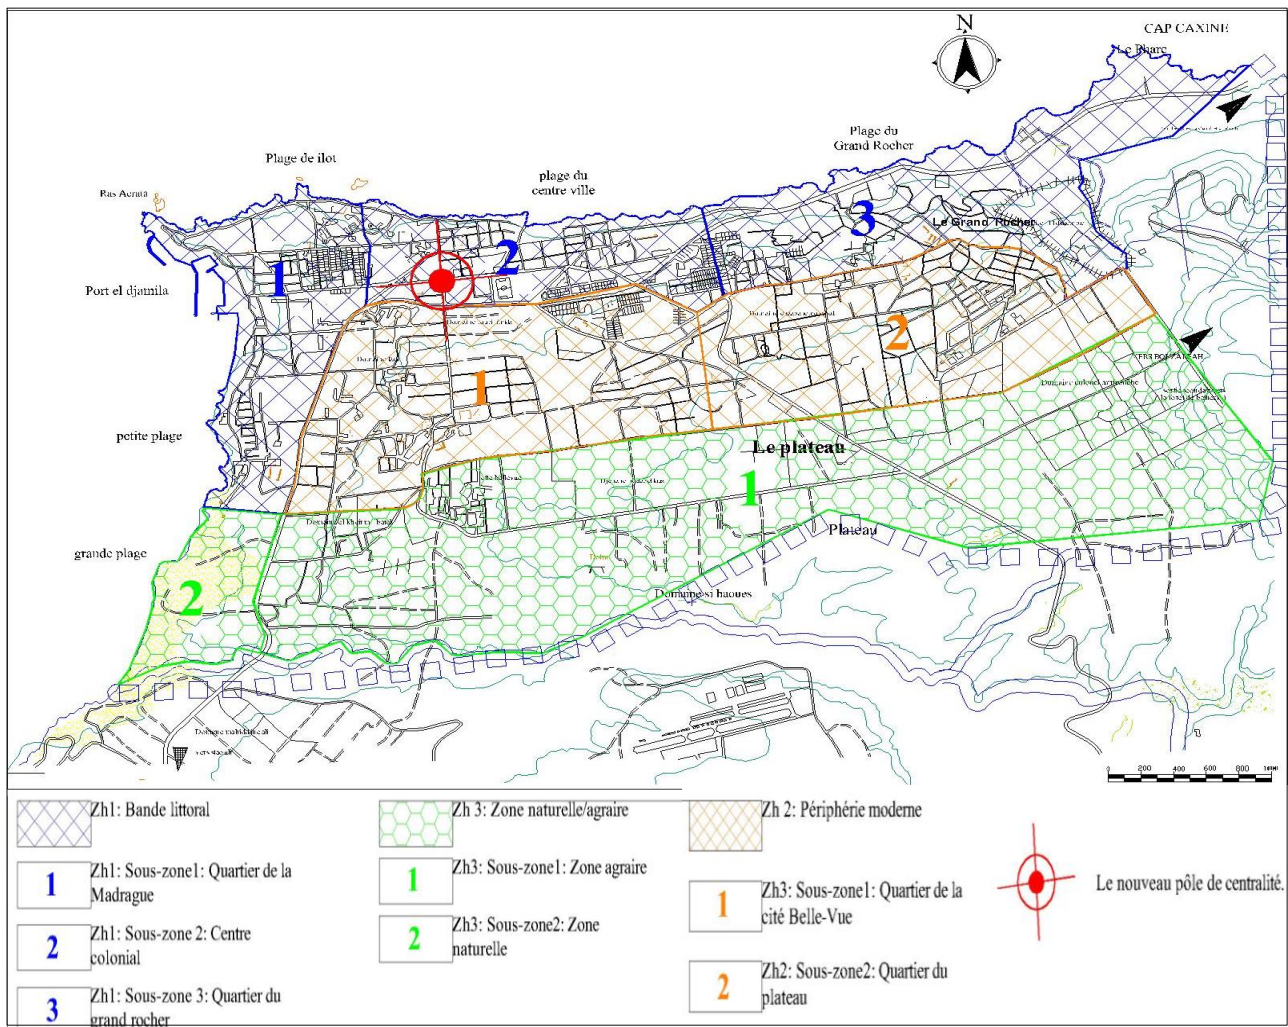 N
CAP CAXINE
Le Phare
Plage du
Grand Rocher
Plage de ilot
plage du
centre ville
Ras Acrata
3
Le Grand Rocher
2
1
Port el djamila
2
1
petite plage
Le plateau
1
grande plage
Plateau
2
Domaine si haoues
0 200 400 600 800
Zh1: Bande littoral
Zh 3: Zone naturelle/agraire
Zh 2: Périphérie moderne
1
Zh1: Sous-zone1: Quartier de la
Madrague
1
Zh3: Sous-zone1: Zone agraire
1
Zh3: Sous-zone1: Quartier de la
cité Belle-Vue
Le nouveau pôle de centralité.
2
Zh1: Sous-zone 2: Centre
colonial
2
Zh3: Sous-zone2: Zone
naturelle
2
Zh2: Sous-zone2: Quartier du
plateau
3
Zh1: Sous-zone 3: Quartier du
grand rocher